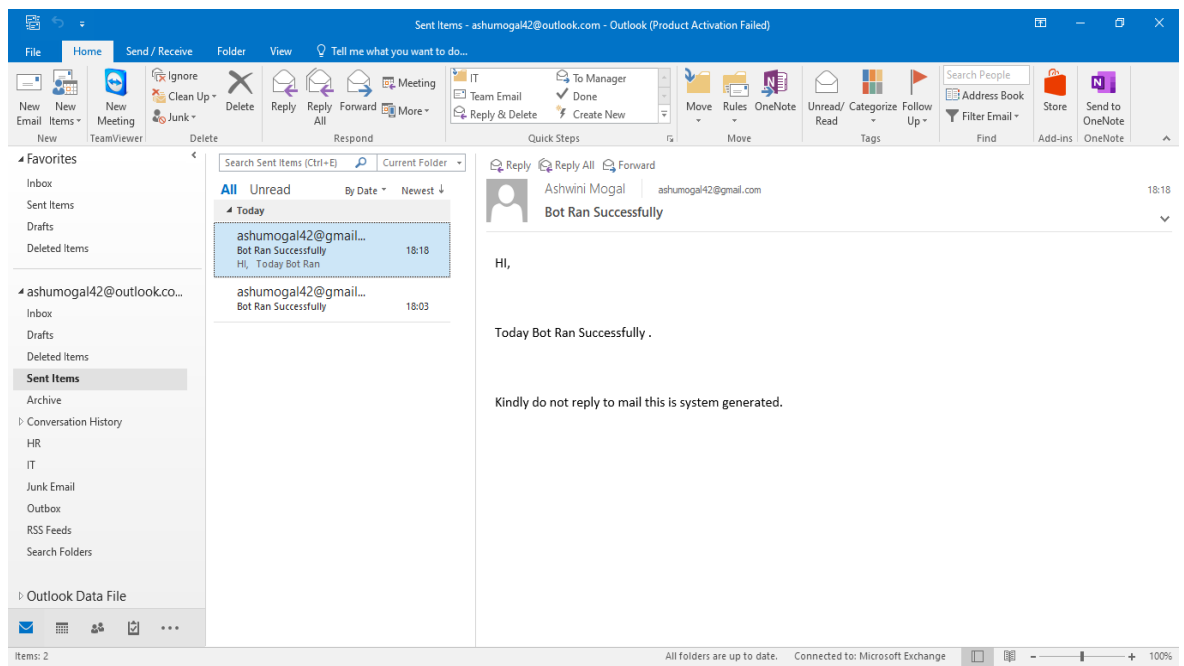 Sent Items - ashumogal42@outlook.com - Outlook (Product Activation Failed)
File Home Send / Receive Folder View Tell me what you want to do...
New Email
New Items
New Meeting
Ignore
Clean Up
Junk
Delete
Reply
Reply All
Forward
Meeting
More
IT
Team Email
Reply & Delete
To Manager
Done
Create New
Move
Rules
OneNote
Unread/ Read
Categorize
Follow Up
Search People
Address Book
Filter Email
Store
Send to OneNote
New TeamViewer Delete Respond Quick Steps Move Tags Find Add-ins OneNote
Favorites
Inbox
Sent Items
Drafts
Deleted Items
ashumogal42@outlook.co...
Inbox
Drafts
Deleted Items
Sent Items
Archive
Conversation History
HR
IT
Junk Email
Outbox
RSS Feeds
Search Folders
Outlook Data File
Search Sent Items (Ctrl+E) Current Folder
All Unread By Date Newest
Today
ashumogal42@gmail...
Bot Ran Successfully 18:18
HI, Today Bot Ran
ashumogal42@gmail...
Bot Ran Successfully 18:03
Reply Reply All Forward
Ashwini Mogal ashumogal42@gmail.com 18:18
Bot Ran Successfully
HI,
Today Bot Ran Successfully .
Kindly do not reply to mail this is system generated.
Items: 2 All folders are up to date. Connected to: Microsoft Exchange 100%